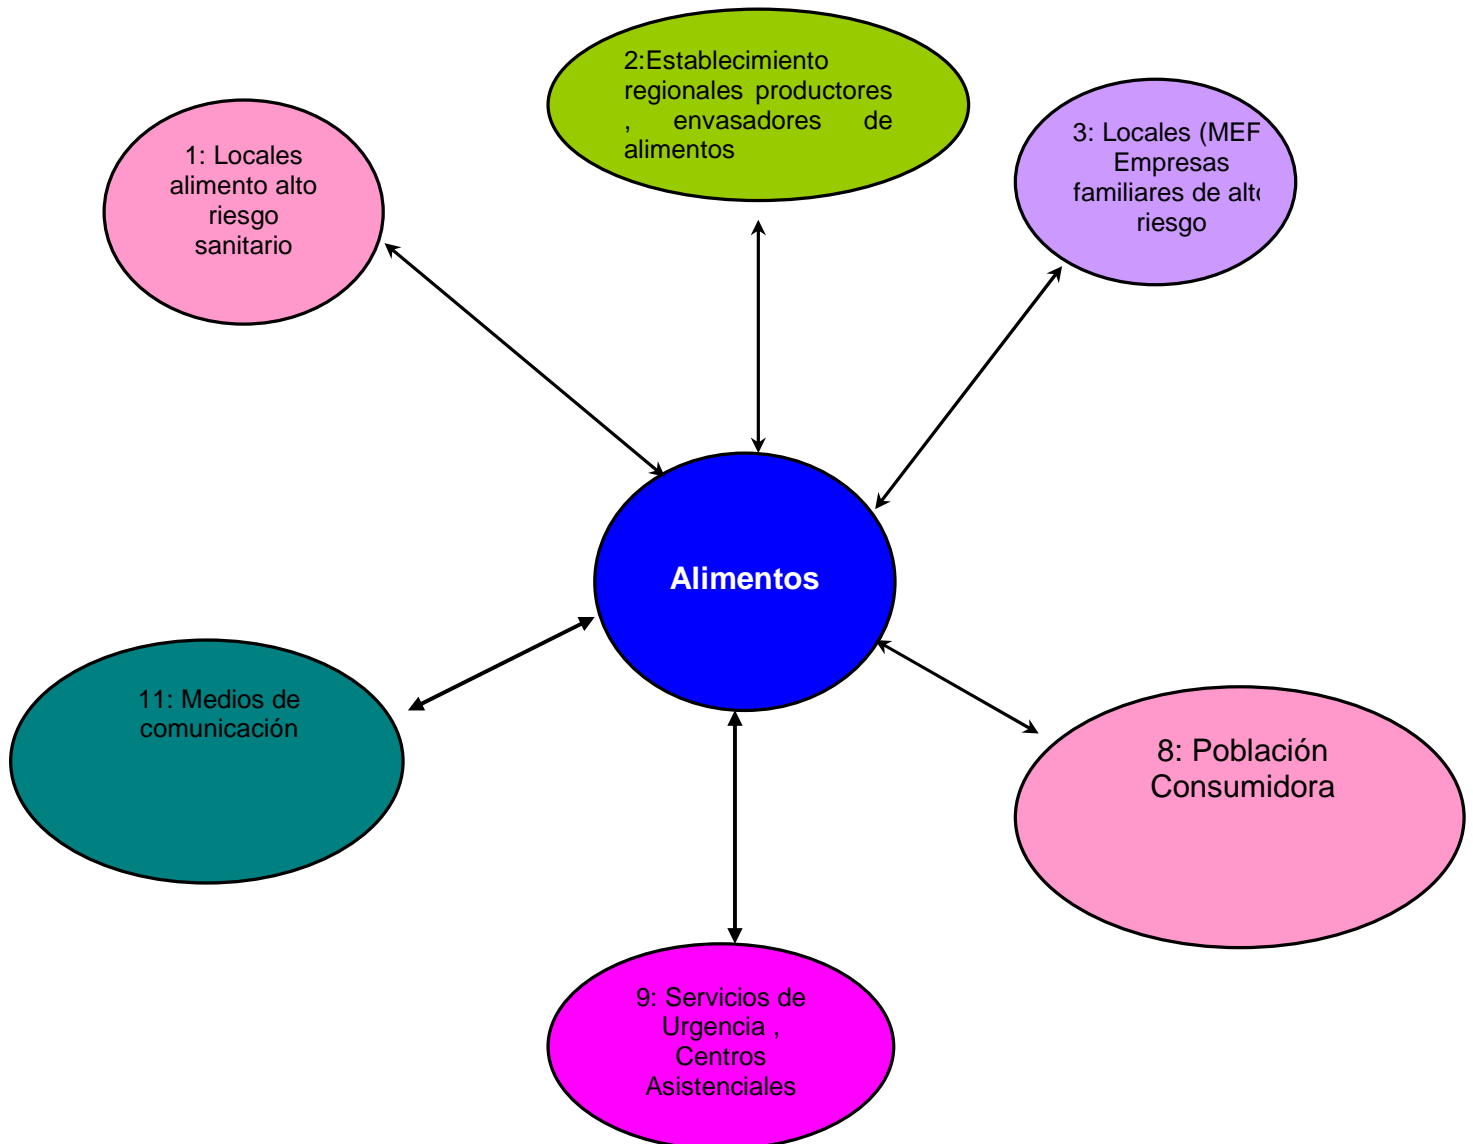 2:Establecimiento
regionales productores
, envasadores de
alimentos
1: Locales
alimento alto
riesgo
sanitario
3: Locales (MEF
Empresas
familiares de alto
riesgo
Alimentos
11: Medios de
comunicación
8: Población
Consumidora
9: Servicios de
Urgencia ,
Centros
Asistenciales